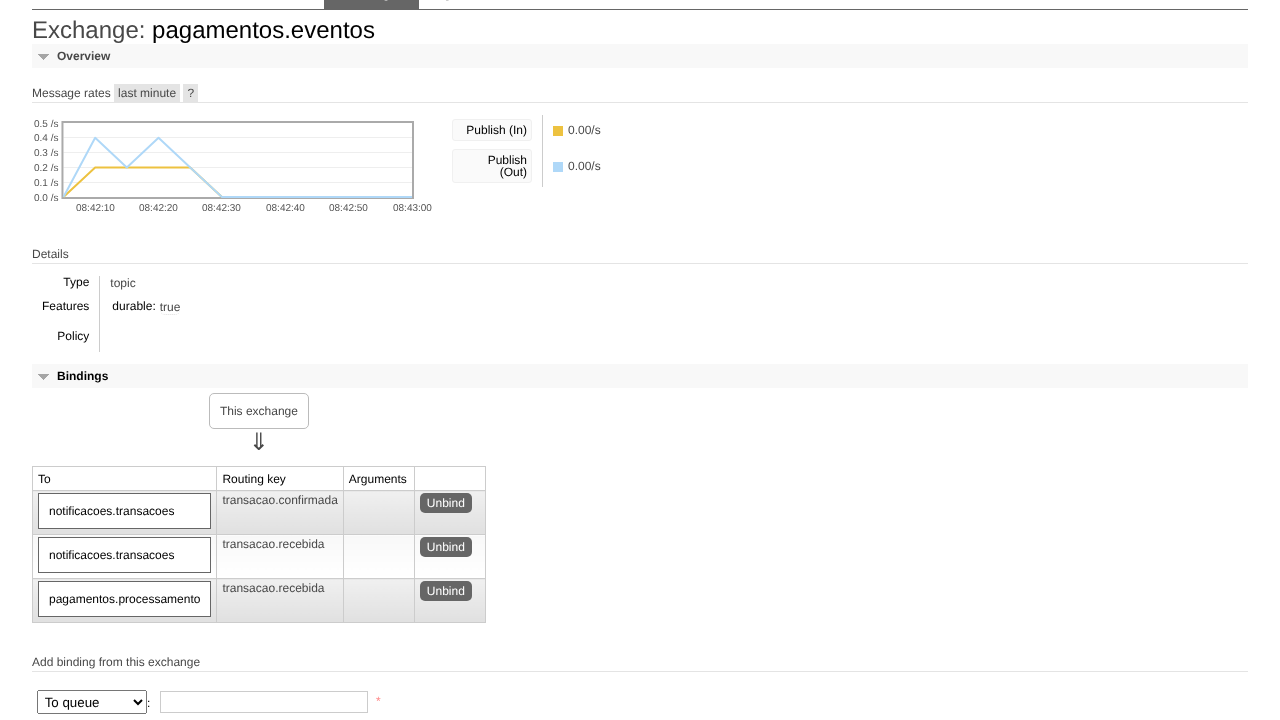 Exchange: pagamentos.eventos
Overview
Message rates last minute ?
0.5 /s
0.4 /s
0.3 /s
0.2 /s
0.1 /s
0.0 /s
08:42:10 08:42:20 08:42:30 08:42:40 08:42:50 08:43:00
Publish (In) 0.00/s
Publish
(Out) 0.00/s
Details
Type topic
Features durable: true
Policy
Bindings
This exchange
⇓
To Routing key Arguments
notificacoes.transacoes transacao.confirmada Unbind
notificacoes.transacoes transacao.recebida Unbind
pagamentos.processamento transacao.recebida Unbind
Add binding from this exchange
To queue : *